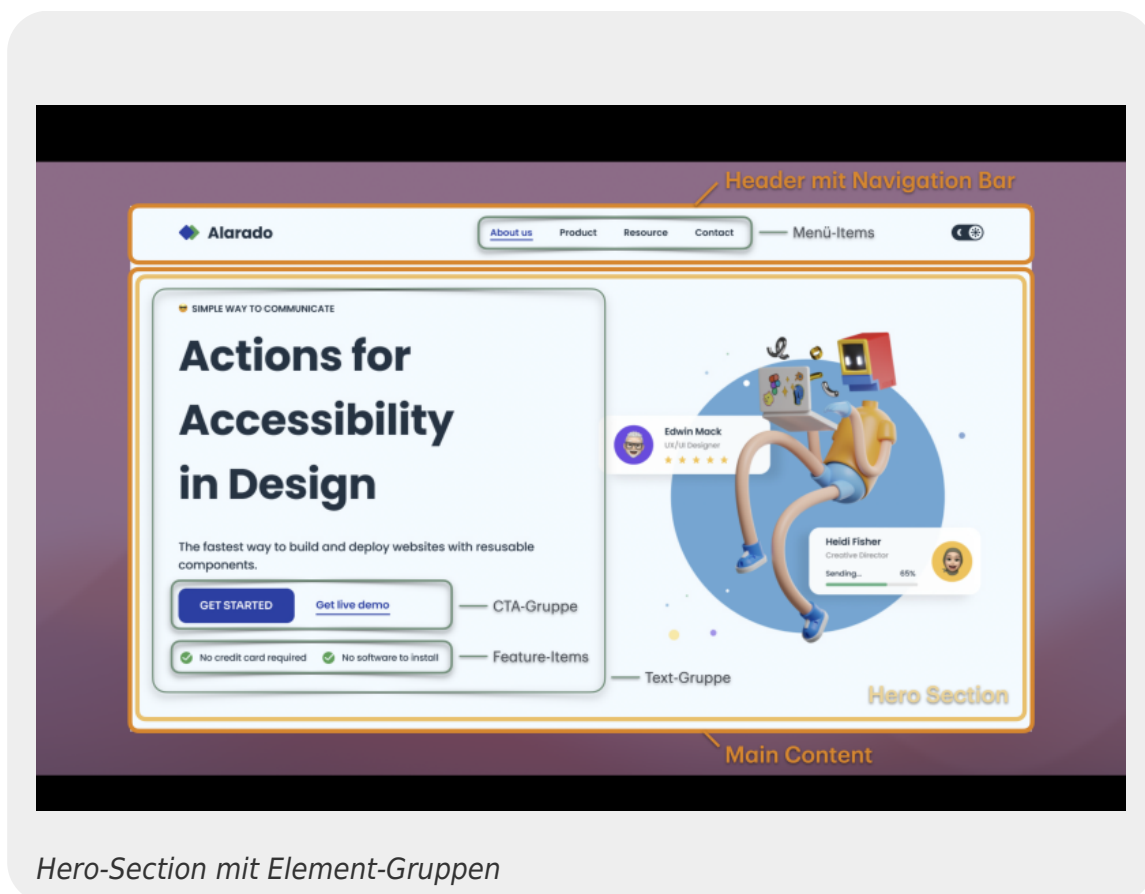 Header mit Navigation Bar
Alarado
About us Product Resource Contact
Menü-Items
SIMPLE WAY TO COMMUNICATE
Actions for
Accessibility
in Design
The fastest way to build and deploy websites with resusable
components.
GET STARTED Get live demo
CTA-Gruppe
No credit card required No software to install
Feature-Items
Text-Gruppe
Edwin Mack
UX/UI Designer
Heidi Fisher
Creative Director
Sending... 65%
Hero Section
Main Content
Hero-Section mit Element-Gruppen